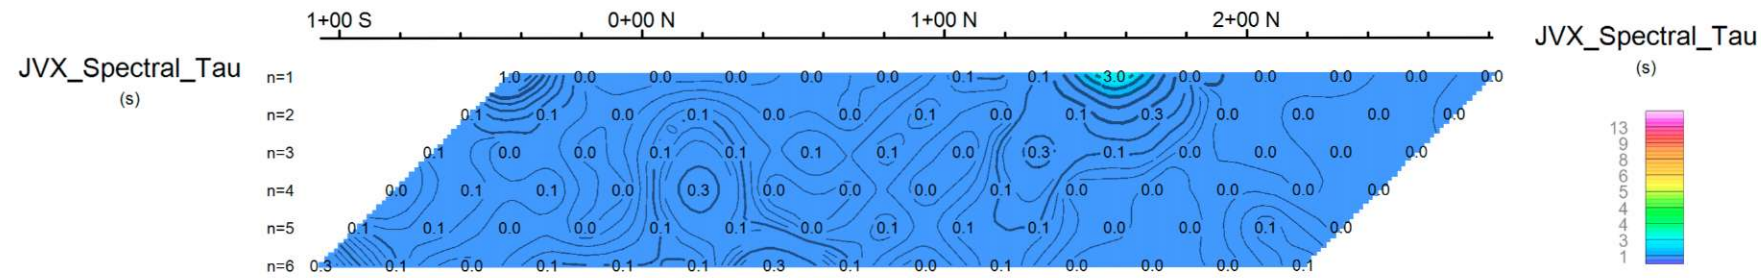 1+00 S 0+00 N 1+00 N 2+00 N
JVX_Spectral_Tau
(s)
JVX_Spectral_Tau
(s)
n=1 1.0 0.0 0.0 0.0 0.0 0.0 0.1 0.1 3.0 0.0 0.0 0.0 0.0 0.0
n=2 0.1 0.1 0.0 0.1 0.0 0.0 0.1 0.0 0.1 0.3 0.0 0.0 0.0 0.0
n=3 0.1 0.0 0.0 0.1 0.1 0.1 0.1 0.0 0.3 0.1 0.0 0.0 0.0 0.0
n=4 0.0 0.1 0.1 0.0 0.3 0.0 0.0 0.0 0.1 0.0 0.0 0.0 0.0 0.0
n=5 0.1 0.1 0.0 0.0 0.1 0.1 0.0 0.1 0.1 0.1 0.0 0.0 0.1 0.0
n=6 0.3 0.1 0.0 0.1 0.1 0.1 0.3 0.1 0.0 0.1 0.0 0.0 0.0 0.1
13
9
8
6
5
4
4
3
1